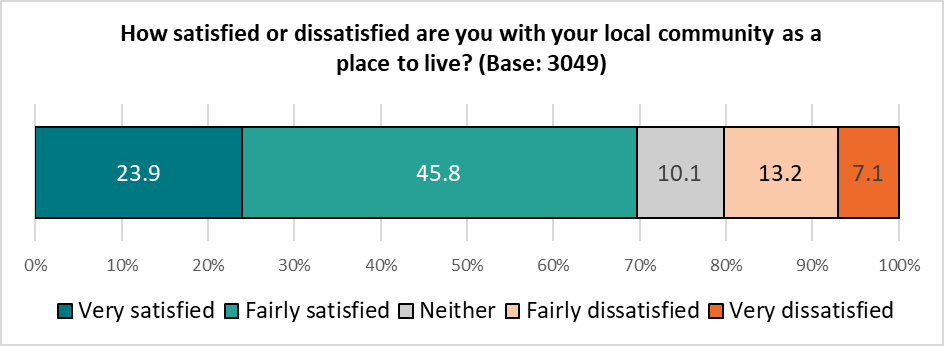 How satisfied or dissatisfied are you with your local community as a
place to live? (Base: 3049)
23.9 45.8 10.1 13.2 7.1
0% 10% 20% 30% 40% 50% 60% 70% 80% 90% 100%
Very satisfied Fairly satisfied Neither Fairly dissatisfied Very dissatisfied